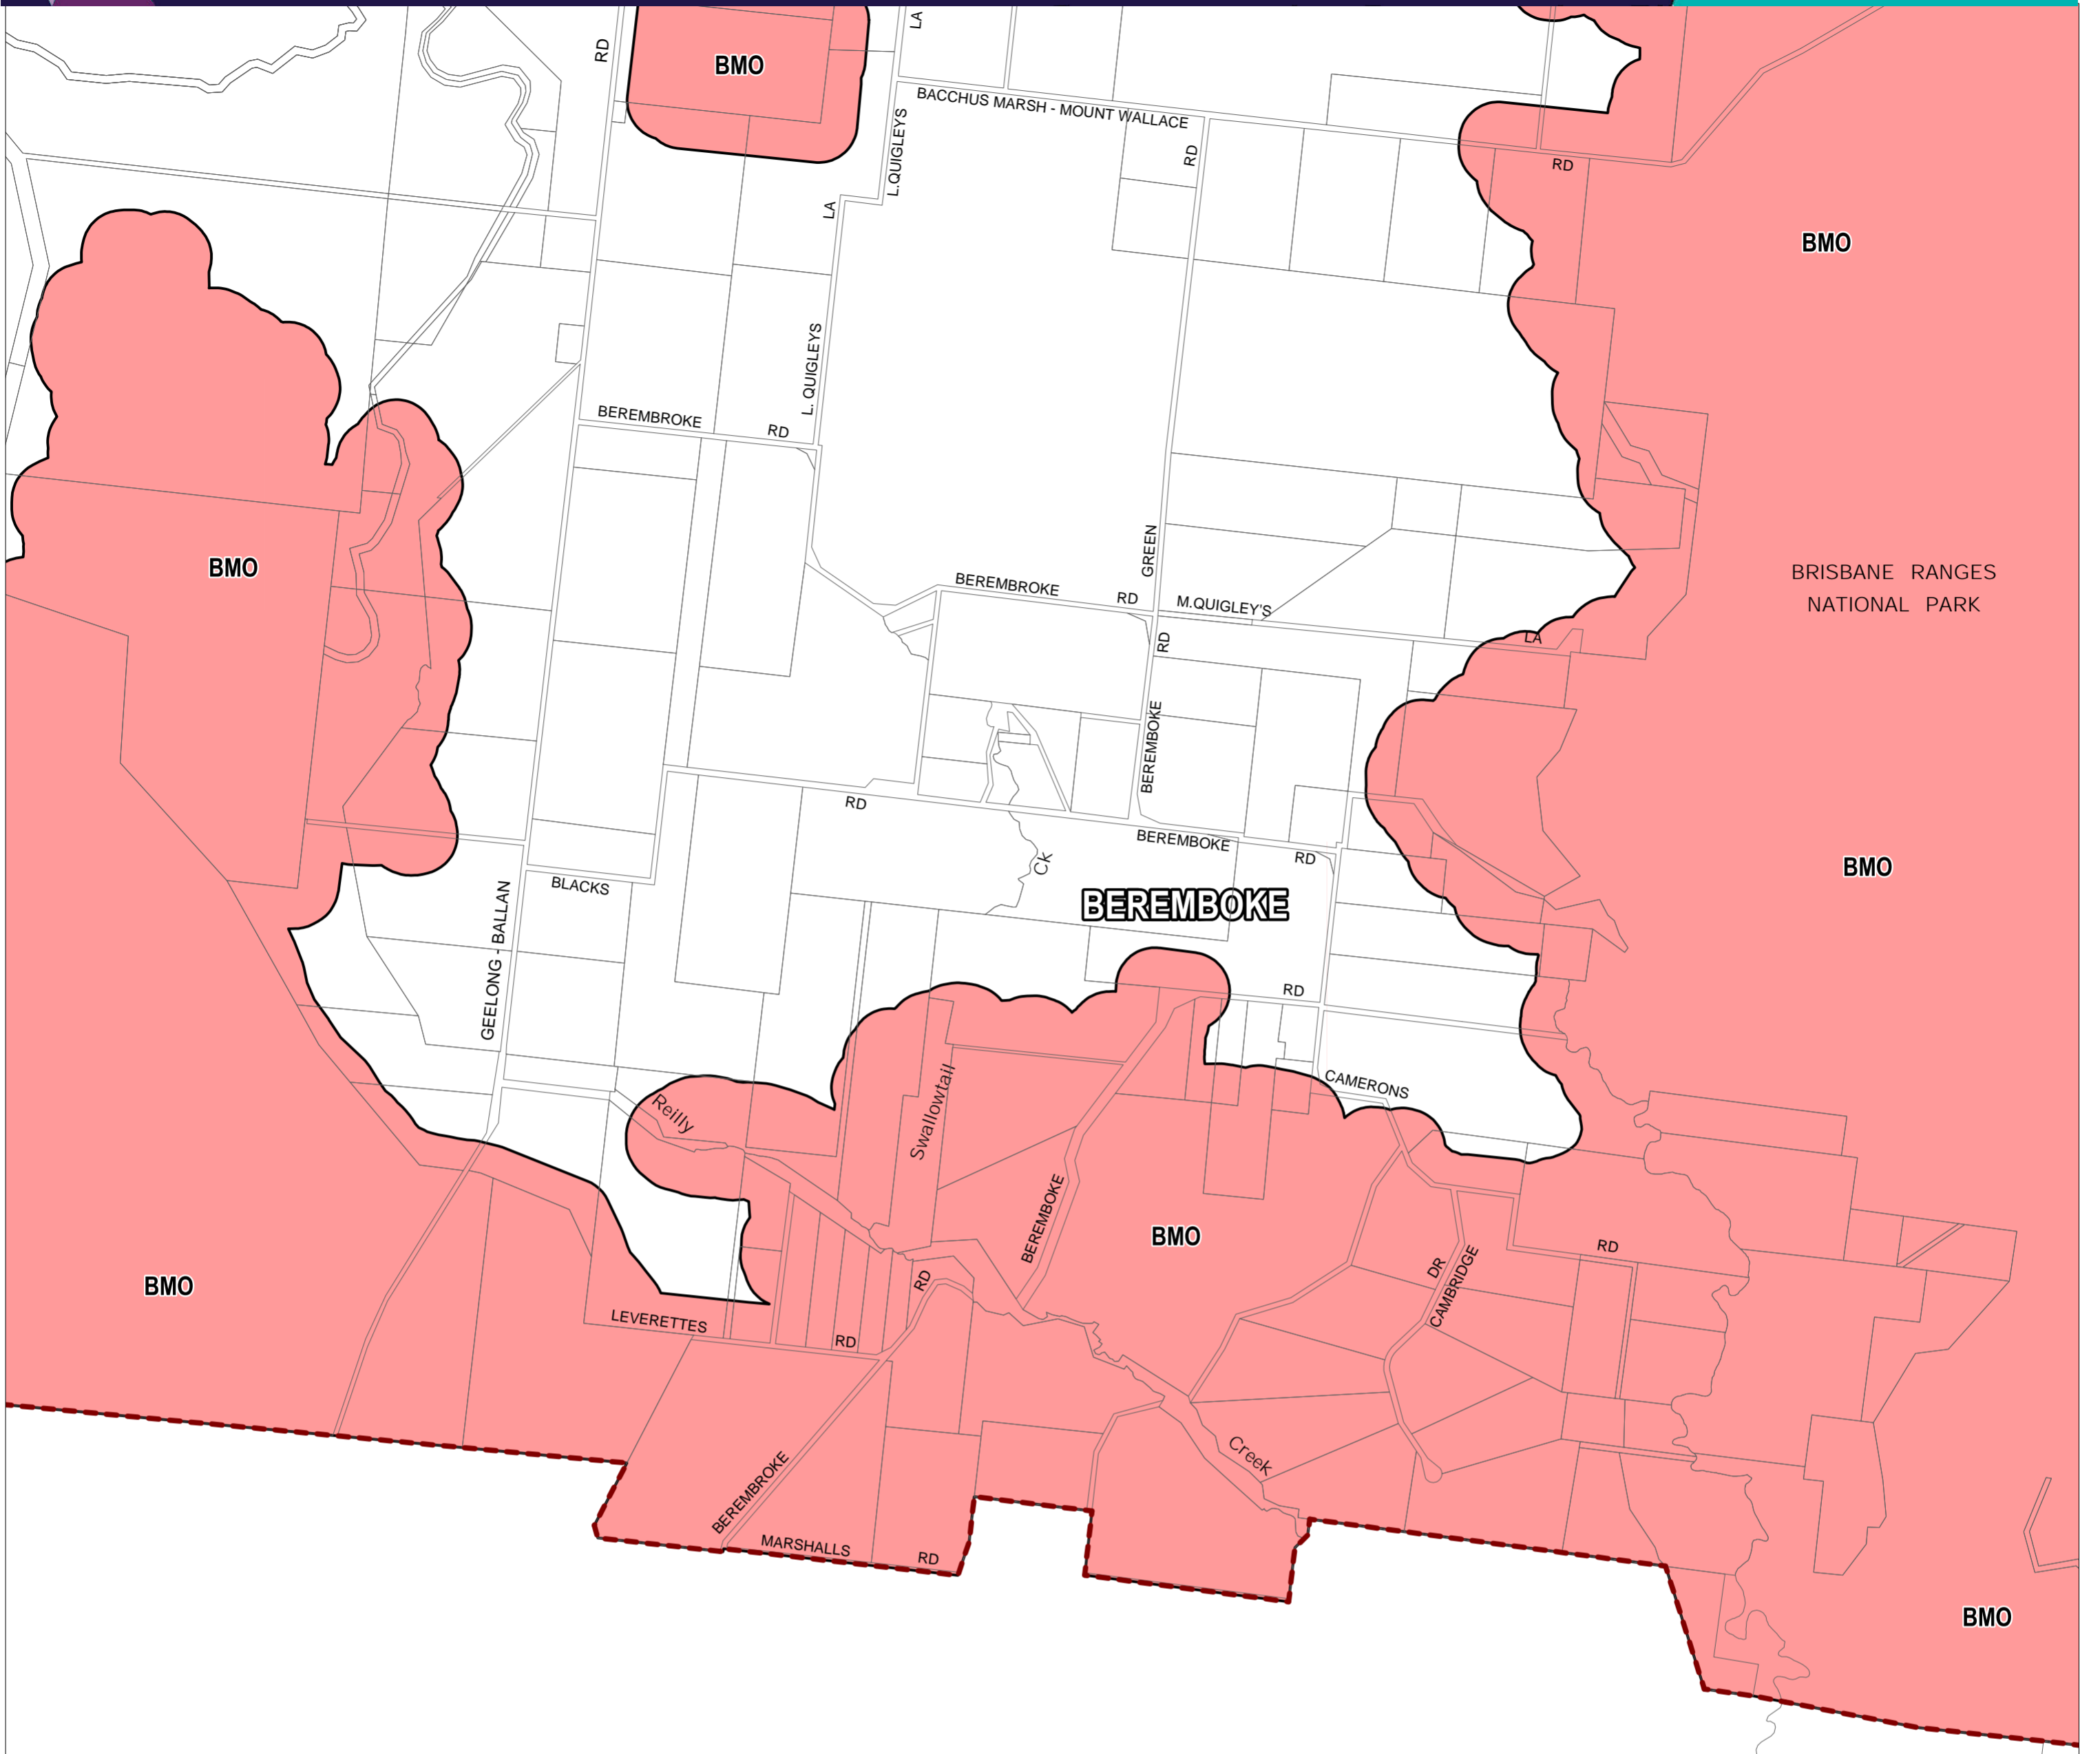 LA
RD
BMO
BACCHUS MARSH - MOUNT WALLACE
RD
L.QUIGLEYS
RD
LA
BMO
L. QUIGLEYS
BEREMBROKE
RD
GREEN
BMO
BRISBANE RANGES
NATIONAL PARK
BEREMBROKE
RD
M.QUIGLEY'S
LA
RD
BEREMBOKE
RD
BEREMBOKE
RD
Ck
BMO
BLACKS
BEREMBOKE
GEELONG - BALLAN
RD
CAMERONS
Reilly
Swallowtail
BEREMBOKE
BMO
RD
DR
CAMBRIDGE
RD
BMO
LEVERETTES
RD
Creek
BEREMBROKE
MARSHALLS
RD
BMO